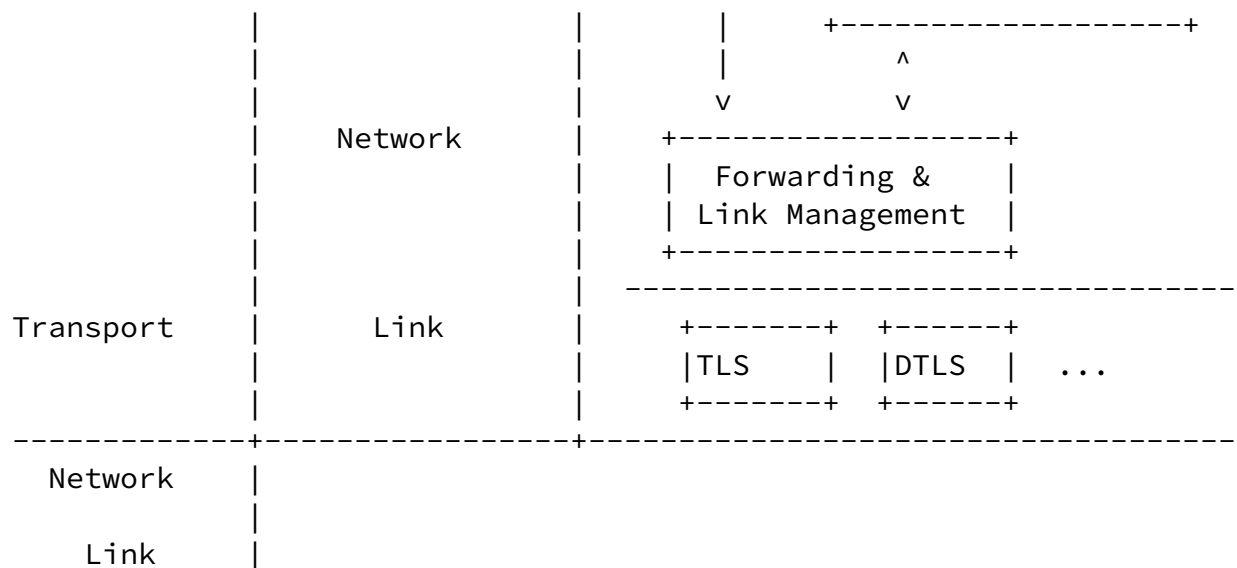 |                 |       |     +-------------------+
              |                 |       |         ^
              |                 |       v         v
              |    Network      |    +------------------+
              |                 |    |  Forwarding &    |
              |                 |    | Link Management  |
              |                 |    +------------------+
              |                 |  ----------------------------------
 Transport    |      Link       |     +-------+  +------+
              |                 |     |TLS    |  |DTLS  |  ...
              |                 |     +-------+  +------+
 -------------+-----------------+------------------------------------
   Network    |
              |
     Link     |